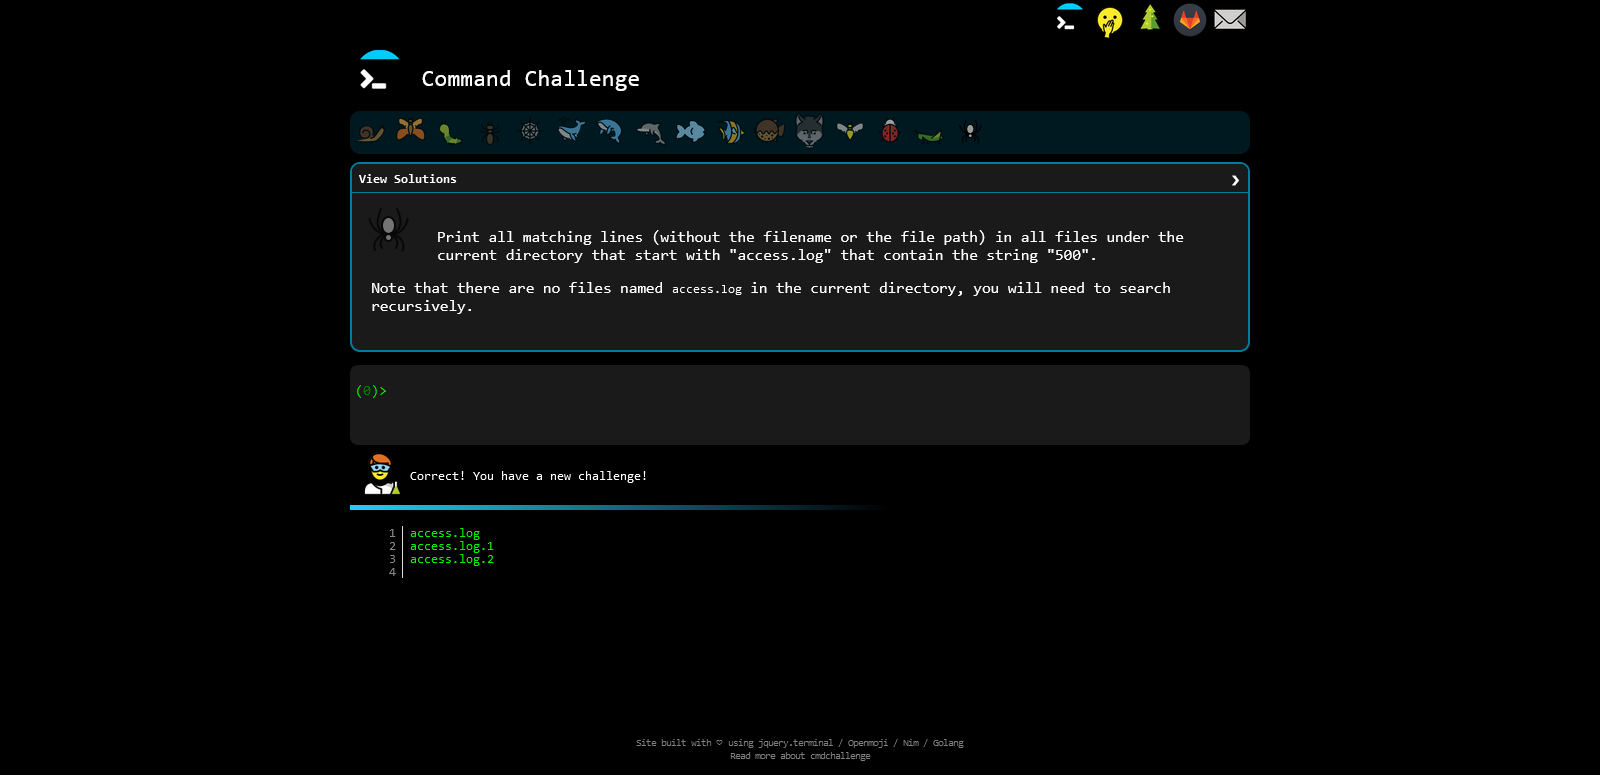 Command Challenge
View Solutions
Print all matching lines (without the filename or the file path) in all files under the
current directory that start with "access.log" that contain the string "500".
Note that there are no files named access.log in the current directory, you will need to search
recursively.
(0)>
Correct! You have a new challenge!
1 access.log
2 access.log.1
3 access.log.2
4
Site built with ♡ using jquery.terminal / Openmoji / Nim / Golang
Read more about cmdchallenge